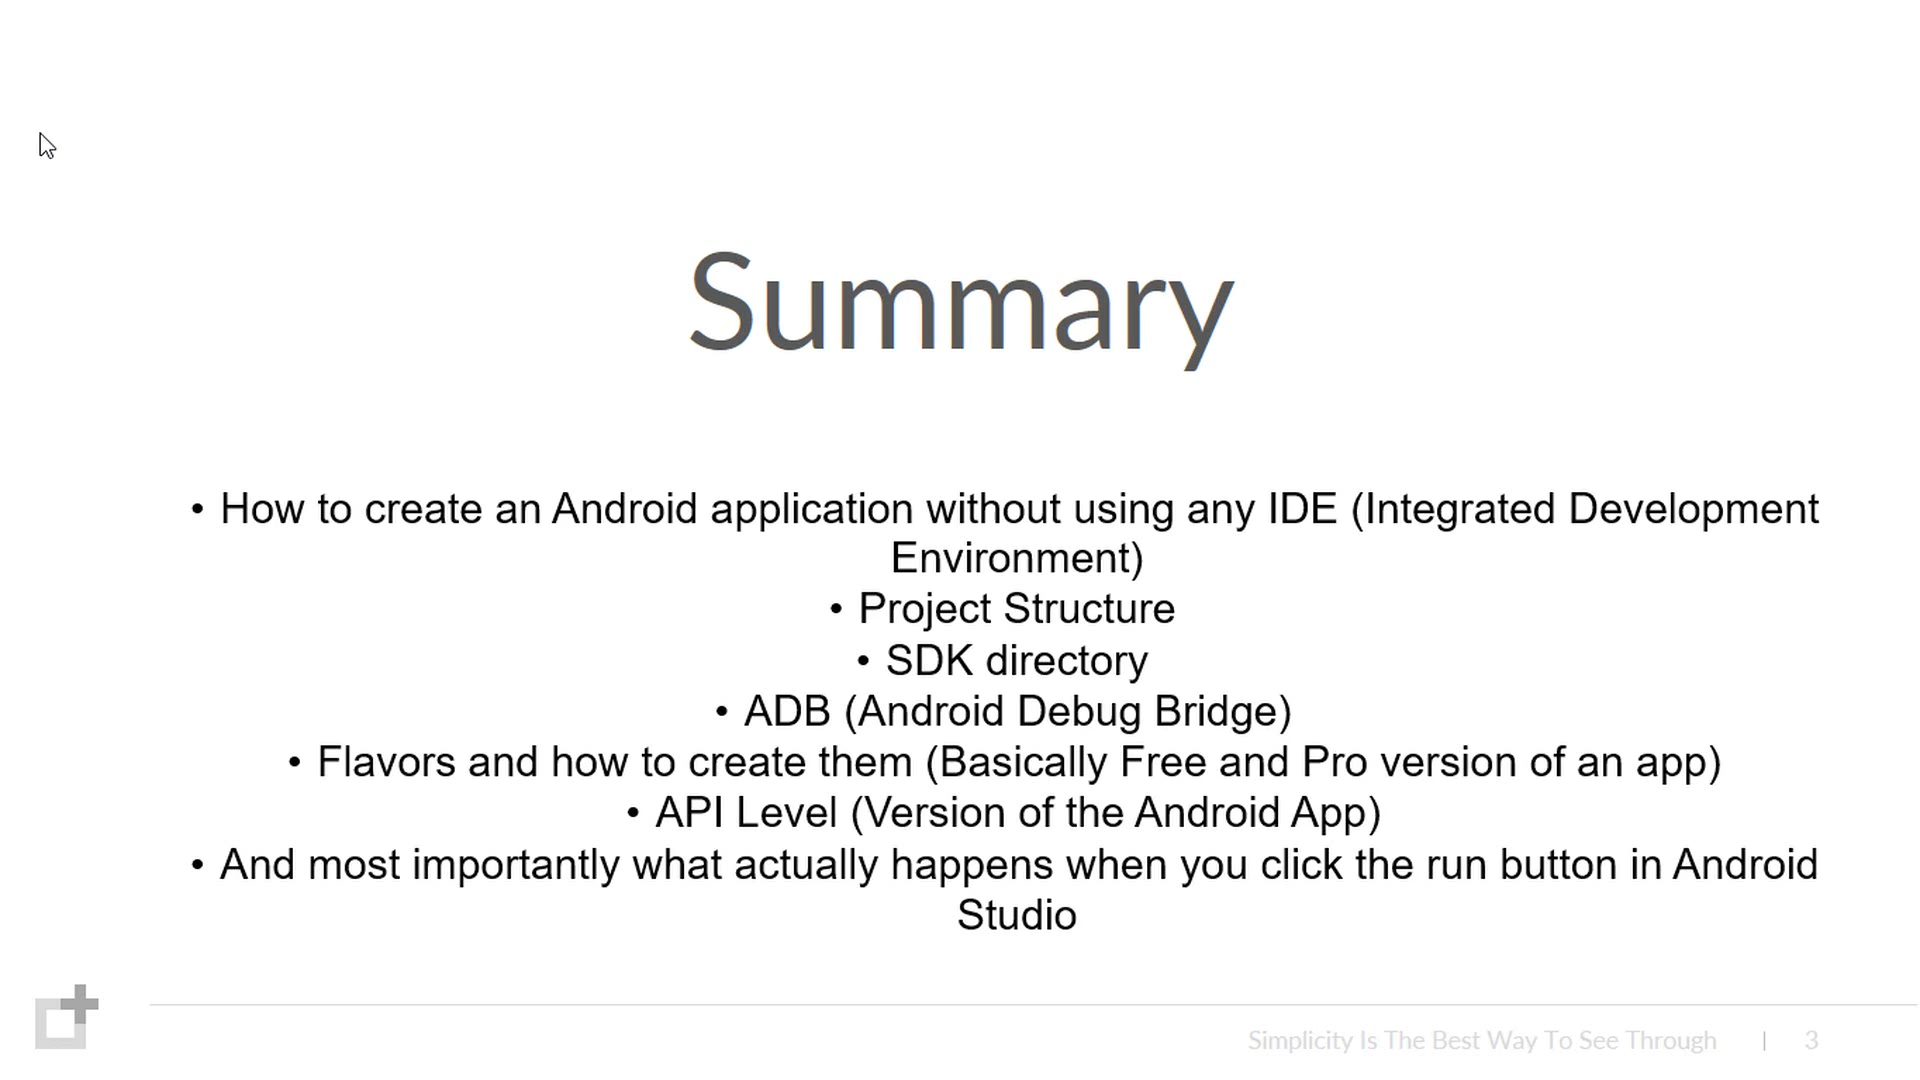 Summary
• How to create an Android application without using any IDE (Integrated Development
Environment)
• Project Structure
• SDK directory
• ADB (Android Debug Bridge)
• Flavors and how to create them (Basically Free and Pro version of an app)
• API Level (Version of the Android App)
• And most importantly what actually happens when you click the run button in Android
Studio
Simplicity Is The Best Way To See Through | 3